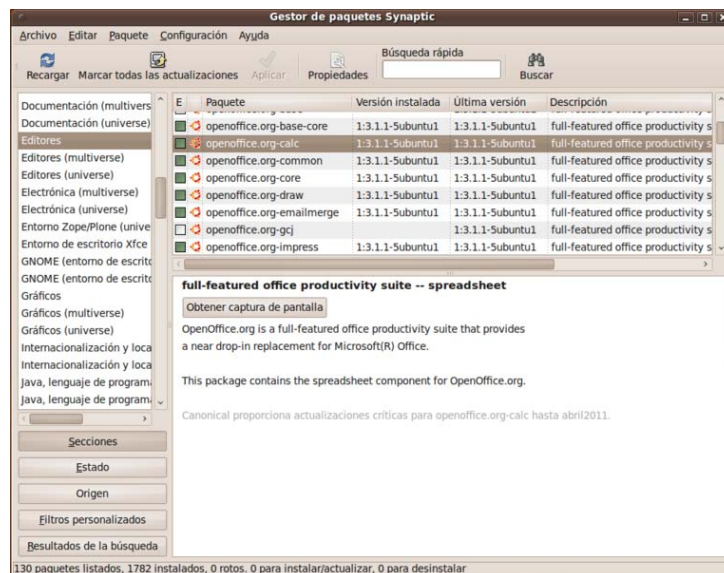 Gestor de paquetes Synaptic
Archivo Editar Paquete Configuración Ayuda
Búsqueda rápida
Recargar Marcar todas las actualizaciones Aplicar Propiedades Buscar
Documentación (multivers
Documentación (universe)
Editores
Editores (multiverse)
Editores (universe)
Electrónica (multiverse)
Electrónica (universe)
Entorno Zope/Plone (unive
Entorno de escritorio Xfce
GNOME (entorno de escrito
GNOME (entorno de escrito
Gráficos
Gráficos (multiverse)
Gráficos (universe)
Internacionalización y loca
Internacionalización y loca
Java, lenguaje de program
Java, lenguaje de program
Secciones
Estado
Origen
Filtros personalizados
Resultados de la búsqueda
E Paquete Versión instalada Última versión Descripción
openoffice.org-base-core 1:3.1.1-5ubuntu1 1:3.1.1-5ubuntu1 full-featured office productivity s
openoffice.org-calc 1:3.1.1-5ubuntu1 1:3.1.1-5ubuntu1 full-featured office productivity s
openoffice.org-common 1:3.1.1-5ubuntu1 1:3.1.1-5ubuntu1 full-featured office productivity s
openoffice.org-core 1:3.1.1-5ubuntu1 1:3.1.1-5ubuntu1 full-featured office productivity s
openoffice.org-draw 1:3.1.1-5ubuntu1 1:3.1.1-5ubuntu1 full-featured office productivity s
openoffice.org-emailmerge 1:3.1.1-5ubuntu1 1:3.1.1-5ubuntu1 full-featured office productivity s
openoffice.org-gcj 1:3.1.1-5ubuntu1 full-featured office productivity s
openoffice.org-impress 1:3.1.1-5ubuntu1 1:3.1.1-5ubuntu1 full-featured office productivity s
full-featured office productivity suite -- spreadsheet
Obtener captura de pantalla
OpenOffice.org is a full-featured office productivity suite that provides
a near drop-in replacement for Microsoft(R) Office.
This package contains the spreadsheet component for OpenOffice.org.
Canonical proporciona actualizaciones críticas para openoffice.org-calc hasta abril2011.
130 paquetes listados, 1782 instalados, 0 rotos. 0 para instalar/actualizar, 0 para desinstalar